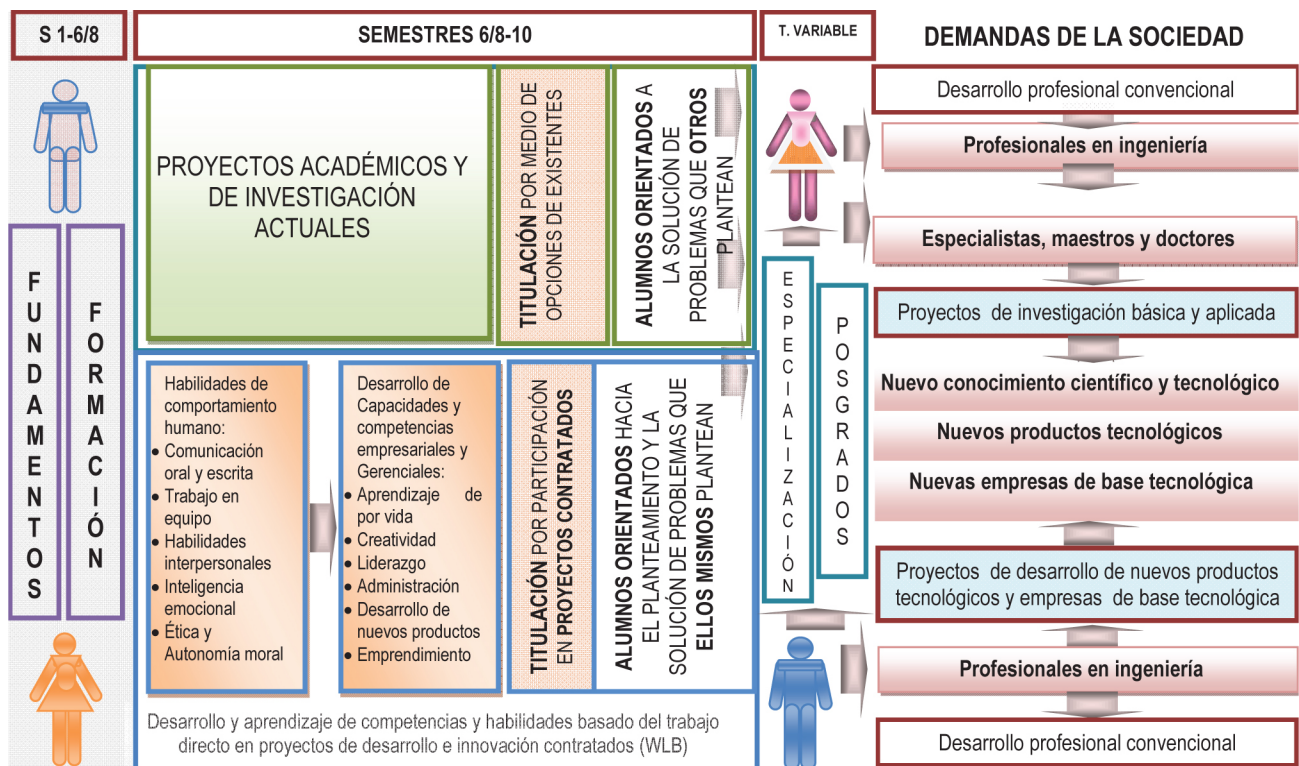 S 1-6/8
SEMESTRES 6/8-10
T. VARIABLE
DEMANDAS DE LA SOCIEDAD
FUNDAMENTOS
FORMACIÓN
PROYECTOS ACADÉMICOS Y
DE INVESTIGACIÓN
ACTUALES
TITULACIÓN POR MEDIO DE
OPCIONES DE EXISTENTES
ALUMNOS ORIENTADOS A
LA SOLUCIÓN DE
PROBLEMAS QUE OTROS
PLANTEAN
Habilidades de
comportamiento
humano:
• Comunicación
oral y escrita
• Trabajo en
equipo
• Habilidades
interpersonales
• Inteligencia
emocional
• Ética y
Autonomía moral
Desarrollo de
Capacidades y
competencias
empresariales y
Gerenciales:
• Aprendizaje de
por vida
• Creatividad
• Liderazgo
• Administración
• Desarrollo de
nuevos productos
• Emprendimiento
TITULACIÓN POR PARTICIPACIÓN
EN PROYECTOS CONTRATADOS
ALUMNOS ORIENTADOS HACIA
EL PLANTEAMIENTO Y LA
SOLUCIÓN DE PROBLEMAS QUE
ELLOS MISMOS PLANTEAN
Desarrollo y aprendizaje de competencias y habilidades basado del trabajo
directo en proyectos de desarrollo e innovación contratados (WLB)
ESPECIALIZACIÓN
POSGRADOS
Desarrollo profesional convencional
Profesionales en ingeniería
Especialistas, maestros y doctores
Proyectos de investigación básica y aplicada
Nuevo conocimiento científico y tecnológico
Nuevos productos tecnológicos
Nuevas empresas de base tecnológica
Proyectos de desarrollo de nuevos productos
tecnológicos y empresas de base tecnológica
Profesionales en ingeniería
Desarrollo profesional convencional